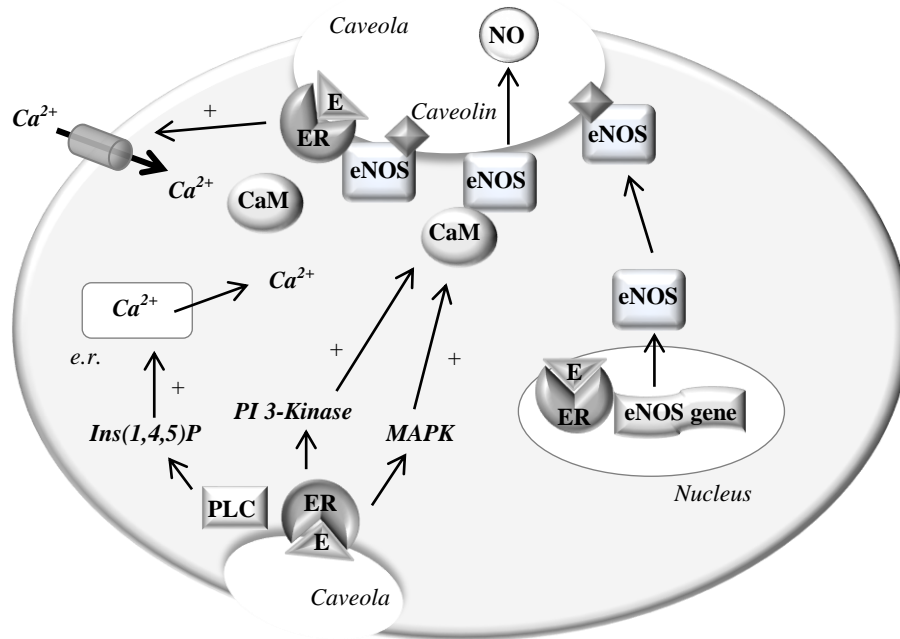 Caveola
NO
Ca²⁺
+
E
ER
Caveolin
eNOS
eNOS
eNOS
Ca²⁺
CaM
CaM
Ca²⁺
Ca²⁺
eNOS
e.r.
+
+
+
E
ER
eNOS gene
PI 3-Kinase
Ins(1,4,5)P
MAPK
Nucleus
PLC
ER
E
Caveola